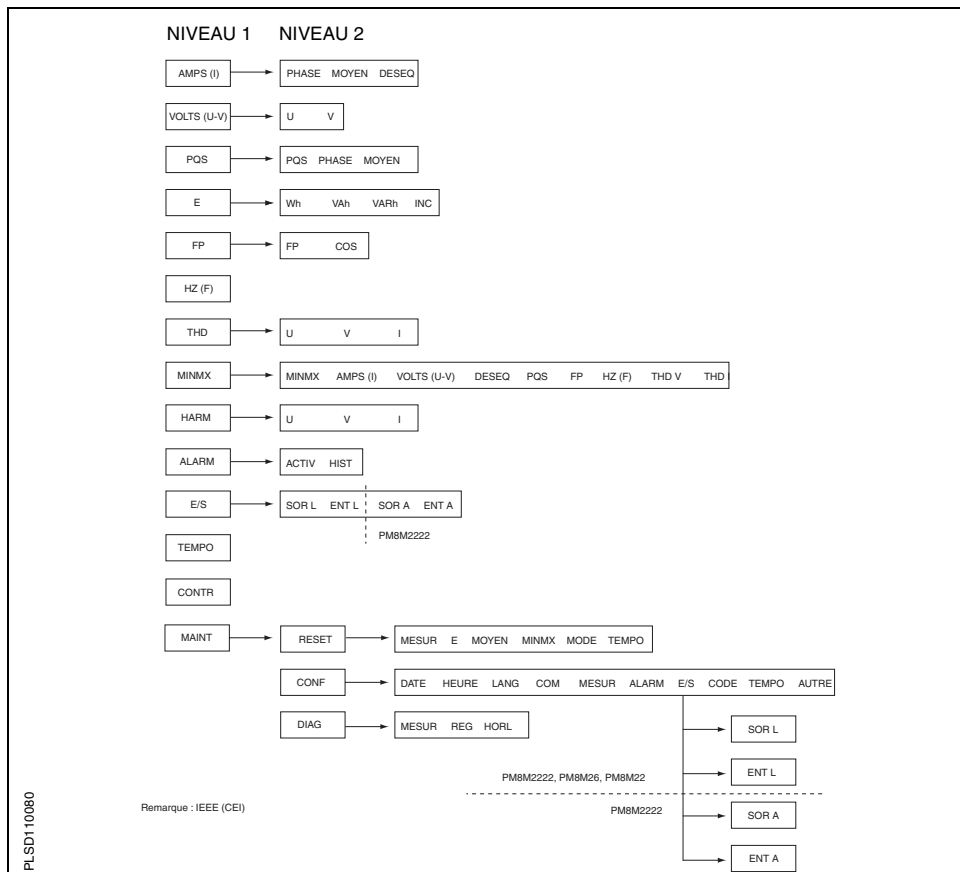 NIVEAU 1 NIVEAU 2
AMPS (I) PHASE MOYEN DESEQ
VOLTS (U-V) U V
PQS PQS PHASE MOYEN
E Wh VAh VARh INC
FP FP COS
HZ (F)
THD U V I
MINMX MINMX AMPS (I) VOLTS (U-V) DESEQ PQS FP HZ (F) THD V THD I
HARM U V I
ALARM ACTIV HIST
E/S SOR L ENT L SOR A ENT A
PM8M2222
TEMPO
CONTR
MAINT RESET MESUR E MOYEN MINMX MODE TEMPO
CONF DATE HEURE LANG COM MESUR ALARM E/S CODE TEMPO AUTRE
DIAG MESUR REG HORL
SOR L
ENT L
PM8M2222, PM8M26, PM8M22
PM8M2222
SOR A
ENT A
Remarque : IEEE (CEI)
PLSD110080